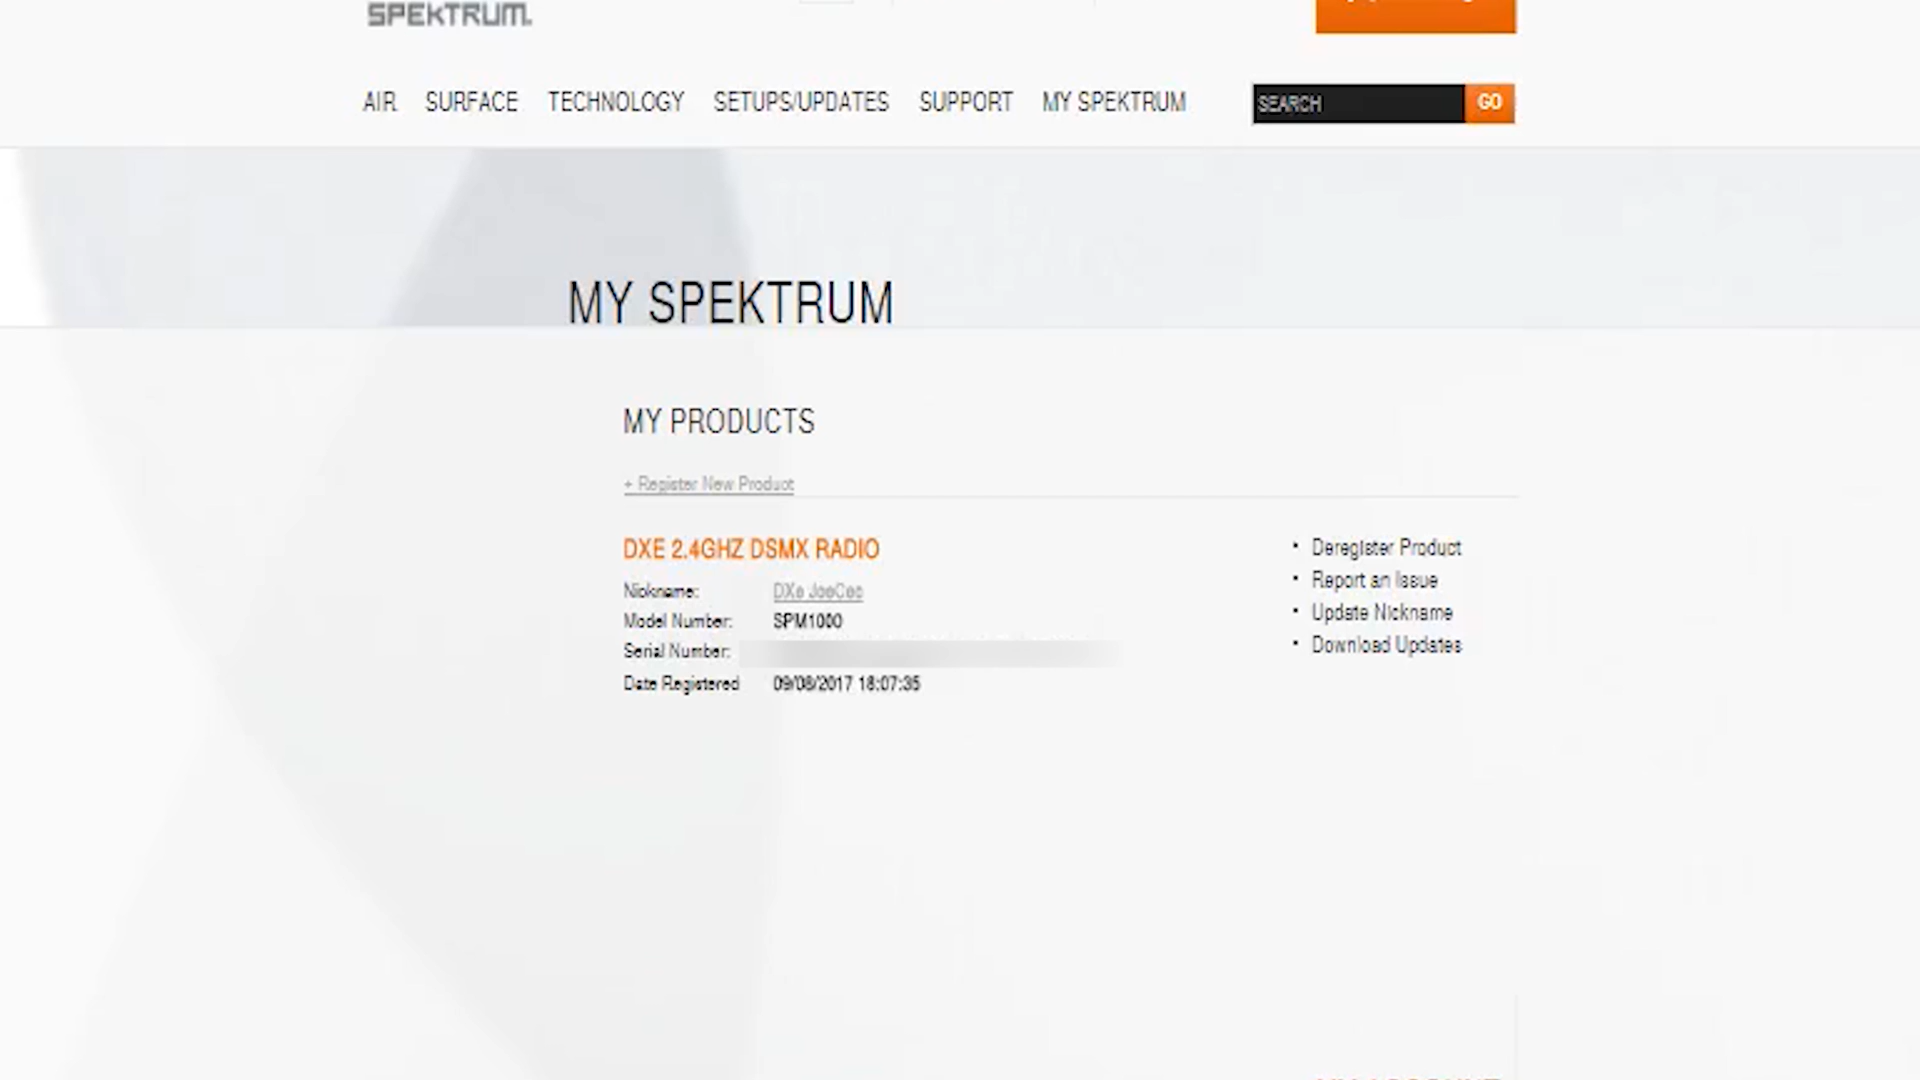 SPEKTRUM.
AIR SURFACE TECHNOLOGY SETUPS/UPDATES SUPPORT MY SPEKTRUM
SEARCH GO
MY SPEKTRUM
MY PRODUCTS
+ Register New Product
DXE 2.4GHZ DSMX RADIO
Nickname: DXe JoeCec
Model Number: SPM1000
Serial Number:
Date Registered 09/08/2017 18:07:35
• Deregister Product
• Report an Issue
• Update Nickname
• Download Updates